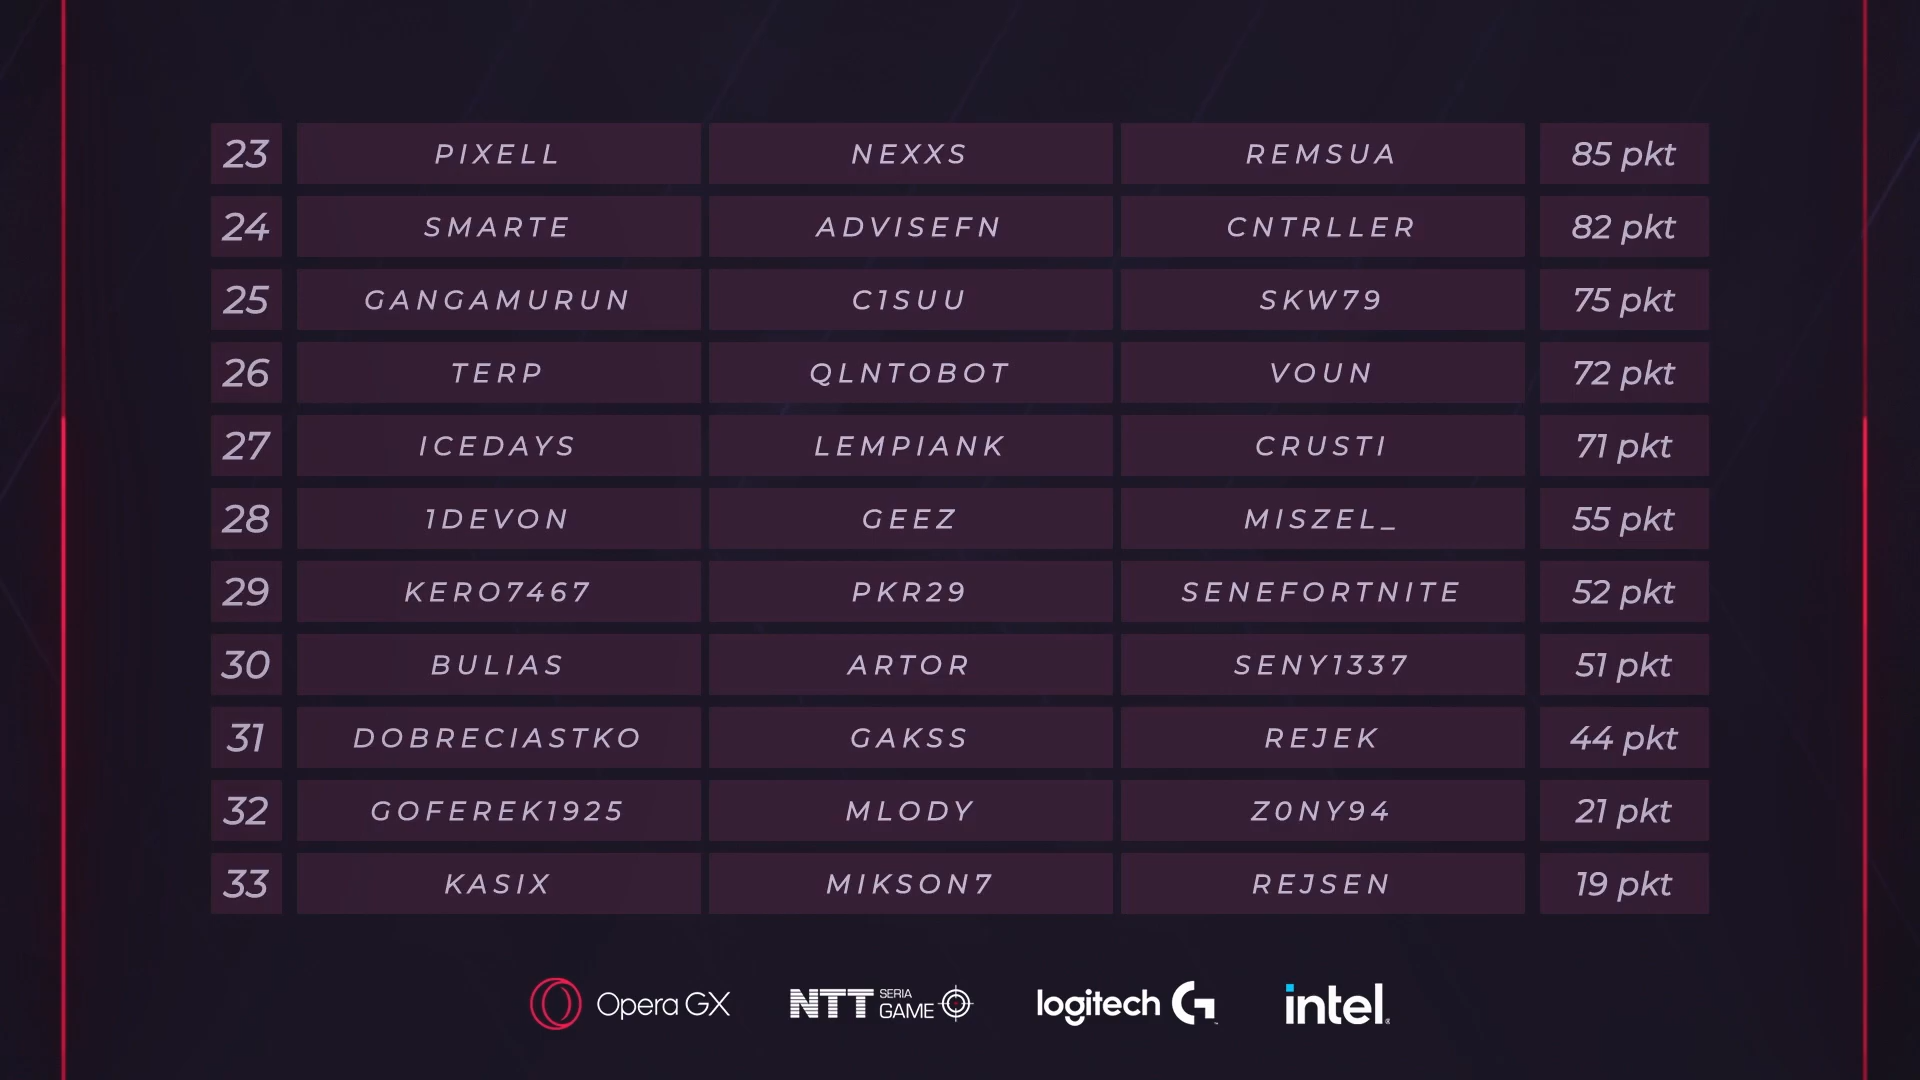 23 PIXELL NEXXS REMSUA 85 pkt
24 SMARTE ADVISEFN CNTRLLER 82 pkt
25 GANGAMURUN C1SUU SKW79 75 pkt
26 TERP QLNTOBOT VOUN 72 pkt
27 ICEDAYS LEMPIANK CRUSTI 71 pkt
28 1DEVON GEEZ MISZEL_ 55 pkt
29 KERO7467 PKR29 SENEFORTNITE 52 pkt
30 BULIAS ARTOR SENY1337 51 pkt
31 DOBRECIASTKO GAKSS REJEK 44 pkt
32 GOFEREK1925 MLODY Z0NY94 21 pkt
33 KASIX MIKSON7 REJSEN 19 pkt
Opera GX NTT SERIA GAME logitech G intel